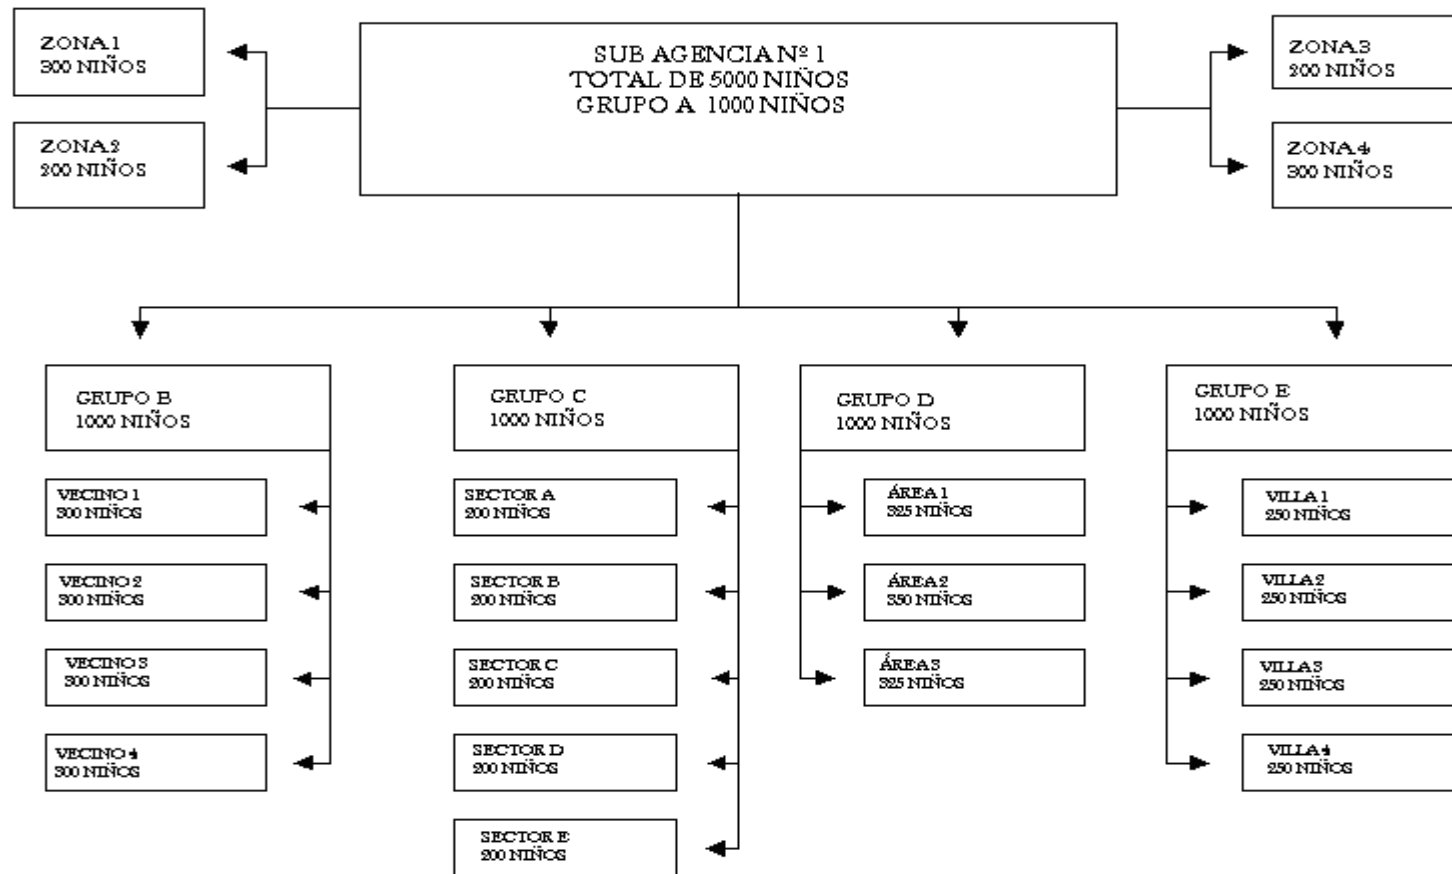 ZONA 1
300 NIÑOS
ZONA 2
200 NIÑOS
SUB AGENCIA Nº 1
TOTAL DE 5000 NIÑOS
GRUPO A 1000 NIÑOS
ZONA 3
200 NIÑOS
ZONA 4
300 NIÑOS
GRUPO B
1000 NIÑOS
VECINO 1
300 NIÑOS
VECINO 2
300 NIÑOS
VECINO 3
300 NIÑOS
VECINO 4
300 NIÑOS
GRUPO C
1000 NIÑOS
SECTOR A
200 NIÑOS
SECTOR B
200 NIÑOS
SECTOR C
200 NIÑOS
SECTOR D
200 NIÑOS
SECTOR E
200 NIÑOS
GRUPO D
1000 NIÑOS
ÁREA 1
325 NIÑOS
ÁREA 2
350 NIÑOS
ÁREA 3
325 NIÑOS
GRUPO E
1000 NIÑOS
VILLA 1
250 NIÑOS
VILLA 2
250 NIÑOS
VILLA 3
250 NIÑOS
VILLA 4
250 NIÑOS